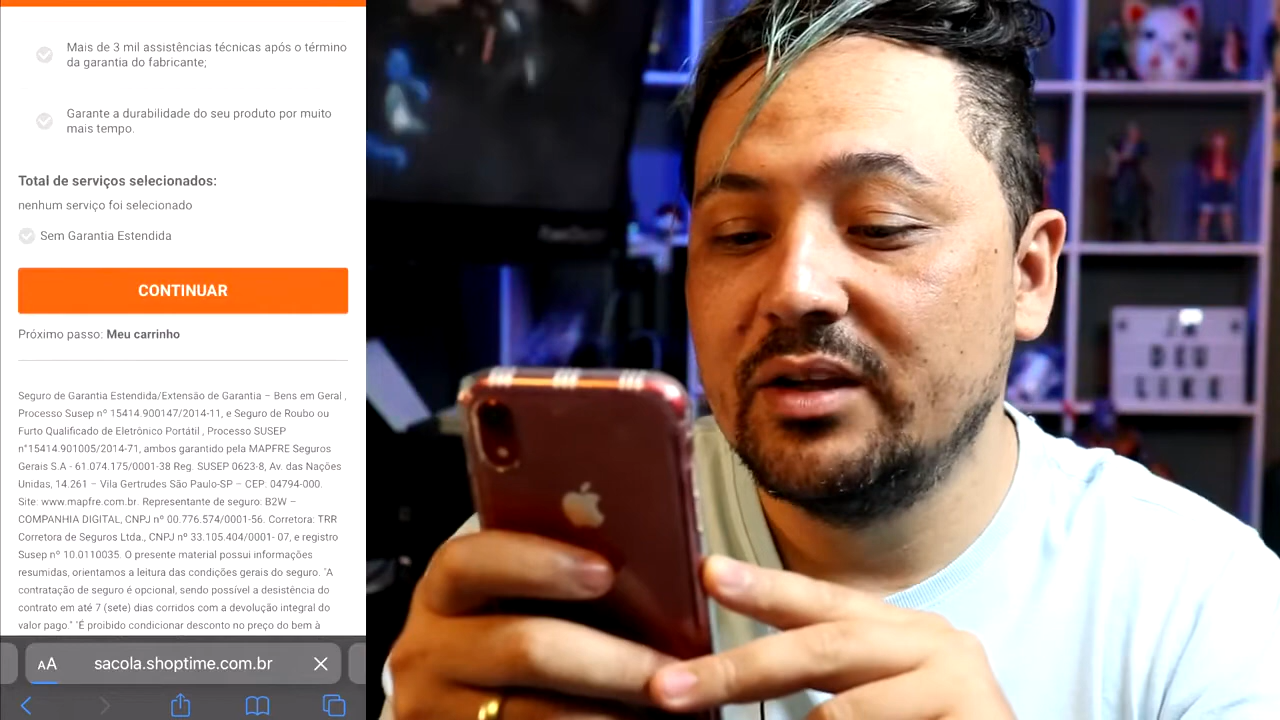 Mais de 3 mil assistências técnicas após o término
da garantia do fabricante;
Garante a durabilidade do seu produto por muito
mais tempo.
Total de serviços selecionados:
nenhum serviço foi selecionado
Sem Garantia Estendida
CONTINUAR
Próximo passo: Meu carrinho
Seguro de Garantia Estendida/Extensão de Garantia – Bens em Geral ,
Processo Susep nº 15414.900147/2014-11, e Seguro de Roubo ou
Furto Qualificado de Eletrônico Portátil , Processo SUSEP
n°15414.901005/2014-71, ambos garantido pela MAPFRE Seguros
Gerais S.A - 61.074.175/0001-38 Reg. SUSEP 0623-8, Av. das Nações
Unidas, 14.261 – Vila Gertrudes São Paulo-SP – CEP. 04794-000.
Site: www.mapfre.com.br. Representante de seguro: B2W –
COMPANHIA DIGITAL, CNPJ nº 00.776.574/0001-56. Corretora: TRR
Corretora de Seguros Ltda., CNPJ nº 33.105.404/0001- 07, e registro
Susep nº 10.0110035. O presente material possui informações
resumidas, orientamos a leitura das condições gerais do seguro. "A
contratação de seguro é opcional, sendo possível a desistência do
contrato em até 7 (sete) dias corridos com a devolução integral do
valor pago." "É proibido condicionar desconto no preço do bem à
AA
sacola.shoptime.com.br
JA
DEU
LIKE